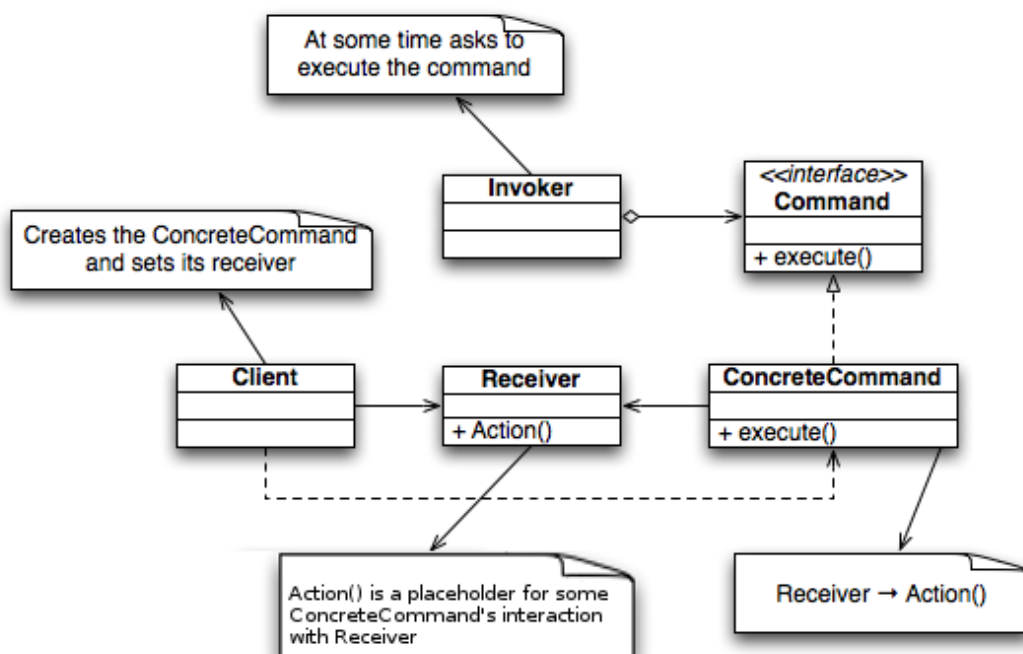 At some time asks to
execute the command
Invoker
<<interface>>
Command
+ execute()
Creates the ConcreteCommand
and sets its receiver
Client
Receiver
+ Action()
ConcreteCommand
+ execute()
Action() is a placeholder for some
ConcreteCommand's interaction
with Receiver
Receiver → Action()